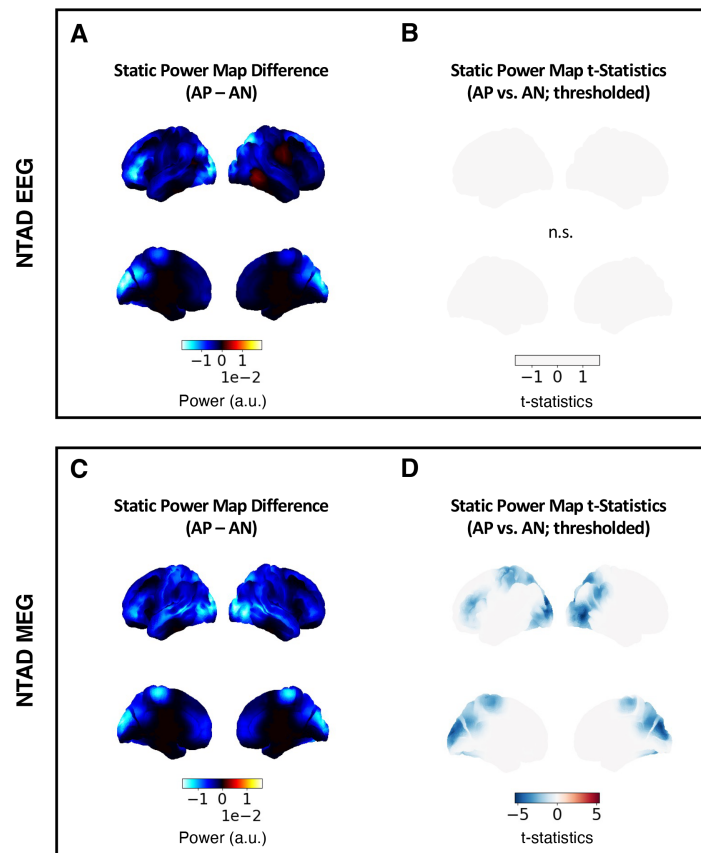 NTAD EEG
A
Static Power Map Difference
(AP – AN)
−1 0 1
1e−2
Power (a.u.)
B
Static Power Map t-Statistics
(AP vs. AN; thresholded)
n.s.
−1 0 1
t-statistics
NTAD MEG
C
Static Power Map Difference
(AP – AN)
−1 0 1
1e−2
Power (a.u.)
D
Static Power Map t-Statistics
(AP vs. AN; thresholded)
−5 0 5
t-statistics